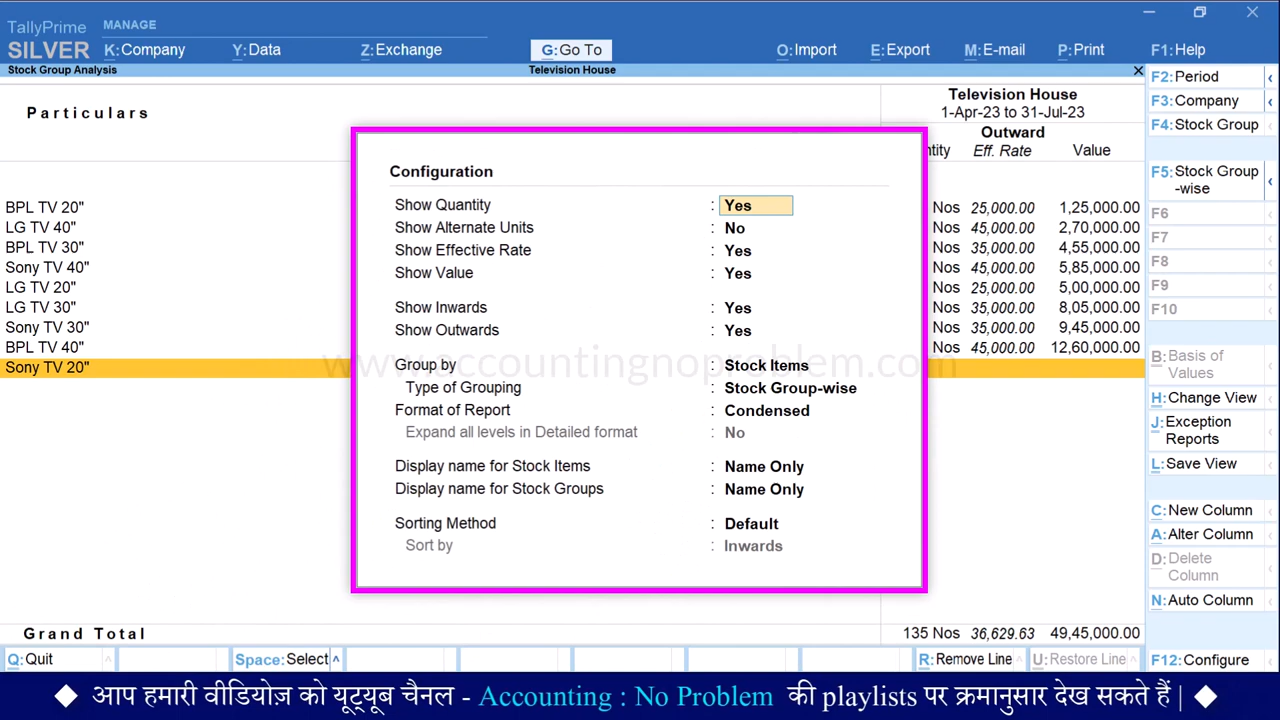 TallyPrime MANAGE
SILVER K:Company Y:Data Z:Exchange G:Go To O:Import E:Export M:E-mail P:Print F1:Help
Stock Group Analysis Television House
Particulars
Television House
1-Apr-23 to 31-Jul-23
Outward
Eff. Rate Value
BPL TV 20" Nos 25,000.00 1,25,000.00
LG TV 40" Nos 45,000.00 2,70,000.00
BPL TV 30" Nos 35,000.00 4,55,000.00
Sony TV 40" Nos 45,000.00 5,85,000.00
LG TV 20" Nos 25,000.00 5,00,000.00
LG TV 30" Nos 35,000.00 8,05,000.00
Sony TV 30" Nos 35,000.00 9,45,000.00
BPL TV 40" Nos 45,000.00 12,60,000.00
Sony TV 20"
www.accountingnoproblem.com
Configuration
Show Quantity : Yes
Show Alternate Units : No
Show Effective Rate : Yes
Show Value : Yes
Show Inwards : Yes
Show Outwards : Yes
Group by : Stock Items
Type of Grouping : Stock Group-wise
Format of Report : Condensed
Expand all levels in Detailed format : No
Display name for Stock Items : Name Only
Display name for Stock Groups : Name Only
Sorting Method : Default
Sort by : Inwards
Grand Total 135 Nos 36,629.63 49,45,000.00
F2:Period
F3:Company
F4:Stock Group
F5:Stock Group
-wise
F6
F7
F8
F9
F10
B:Basis of
Values
H:Change View
J:Exception
Reports
L:Save View
C:New Column
A:Alter Column
D:Delete
Column
N:Auto Column
Q:Quit Space:Select R:Remove Line U:Restore Line F12:Configure
आप हमारी वीडियोज़ को यूट्यूब चैनल - Accounting : No Problem की playlists पर क्रमानुसार देख सकते हैं |